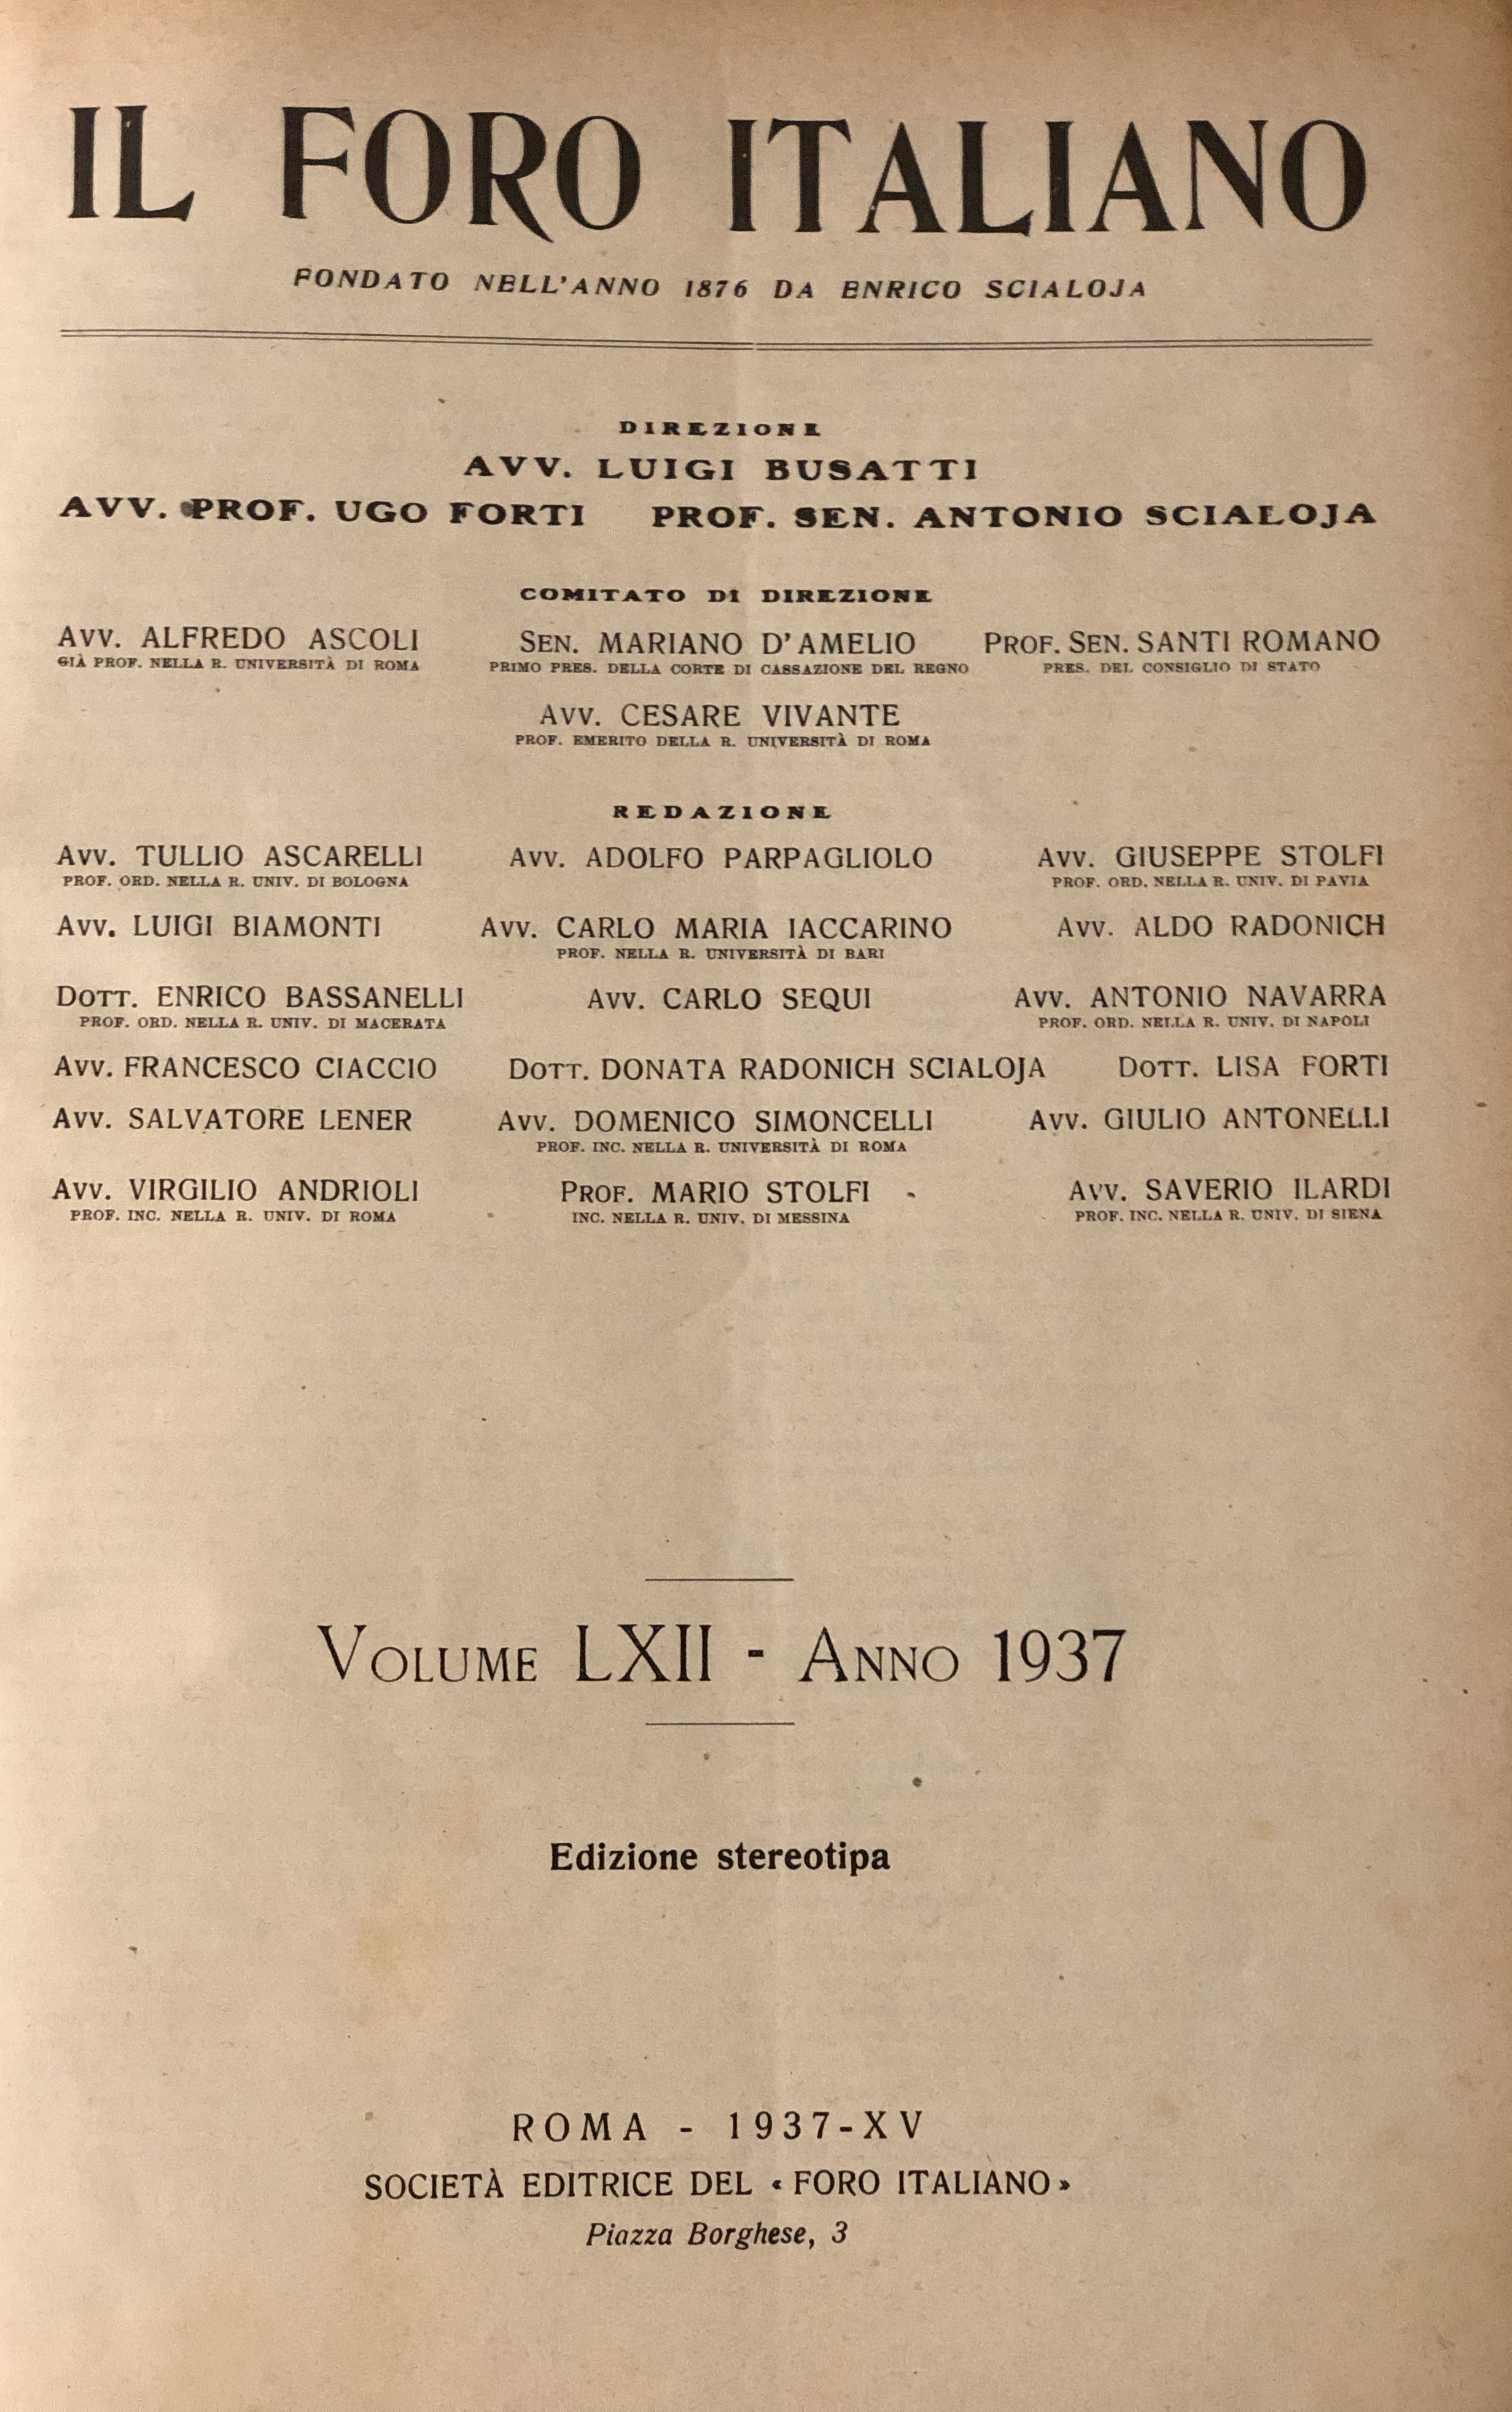 IL FORO ITALIANO
FONDATO NELL'ANNO 1876 DA ENRICO SCIALOJA
DIREZIONE
AVV. LUIGI BUSATTI
AVV. PROF. UGO FORTI PROF. SEN. ANTONIO SCIALOJA
COMITATO DI DIREZIONE
AVV. ALFREDO ASCOLI SEN. MARIANO D'AMELIO PROF. SEN. SANTI ROMANO
GIÀ PROF. NELLA R. UNIVERSITÀ DI ROMA PRIMO PRES. DELLA CORTE DI CASSAZIONE DEL REGNO PRES. DEL CONSIGLIO DI STATO
AVV. CESARE VIVANTE
PROF. EMERITO DELLA R. UNIVERSITÀ DI ROMA
REDAZIONE
AVV. TULLIO ASCARELLI AVV. ADOLFO PARPAGLIOLO AVV. GIUSEPPE STOLFI
PROF. ORD. NELLA R. UNIV. DI BOLOGNA PROF. ORD. NELLA R. UNIV. DI PAVIA
AVV. LUIGI BIAMONTI AVV. CARLO MARIA IACCARINO AVV. ALDO RADONICH
PROF. NELLA R. UNIVERSITÀ DI BARI
DOTT. ENRICO BASSANELLI AVV. CARLO SEQUI AVV. ANTONIO NAVARRA
PROF. ORD. NELLA R. UNIV. DI MACERATA PROF. ORD. NELLA R. UNIV. DI NAPOLI
AVV. FRANCESCO CIACCIO DOTT. DONATA RADONICH SCIALOJA DOTT. LISA FORTI
AVV. SALVATORE LENER AVV. DOMENICO SIMONCELLI AVV. GIULIO ANTONELLI
PROF. INC. NELLA R. UNIVERSITÀ DI ROMA
AVV. VIRGILIO ANDRIOLI PROF. MARIO STOLFI AVV. SAVERIO ILARDI
PROF. INC. NELLA R. UNIV. DI ROMA INC. NELLA R. UNIV. DI MESSINA PROF. INC. NELLA R. UNIV. DI SIENA
VOLUME LXII - ANNO 1937
Edizione stereotipa
ROMA - 1937-XV
SOCIETÀ EDITRICE DEL « FORO ITALIANO »
Piazza Borghese, 3